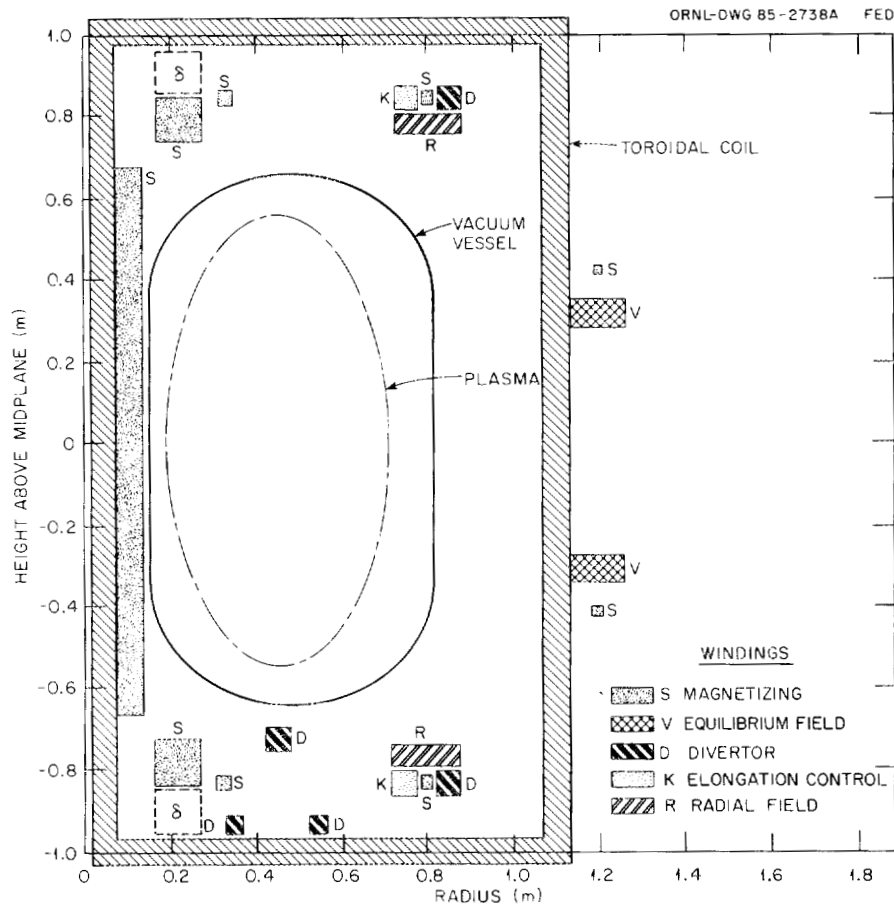 ORNL-DWG 85-2738A FED
1.0
δ
S
S
K
S
D
0.8
S
R
TOROIDAL COIL
S
0.6
VACUUM
VESSEL
0.4
S
V
0.2
PLASMA
HEIGHT ABOVE MIDPLANE (m)
0
-0.2
V
-0.4
S
WINDINGS
-0.6
S MAGNETIZING
V EQUILIBRIUM FIELD
D DIVERTOR
K ELONGATION CONTROL
R RADIAL FIELD
S
D
R
-0.8
S
K
S
D
δ
D
D
-1.0
0
0.2
0.4
0.6
0.8
1.0
1.2
1.4
1.6
1.8
RADIUS (m)